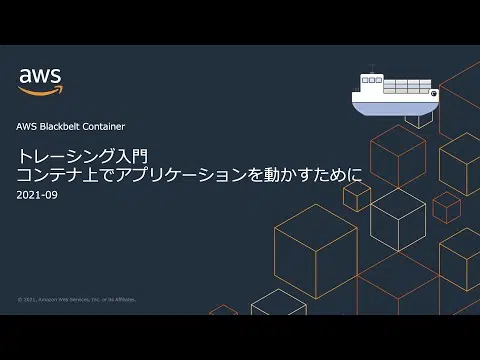 aws
AWS Blackbelt Container
トレーシング入門
コンテナ上でアプリケーションを動かすために
2021-09
© 2021, Amazon Web Services, Inc. or its Affiliates.